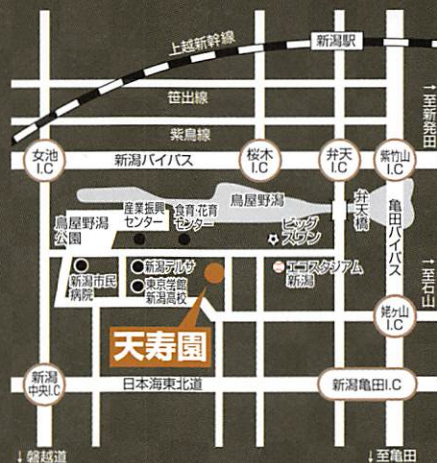 上越新幹線
新潟駅
笹出線
紫鳥線
→至新発田
女池
I.C
新潟バイパス
桜木
I.C
弁天
I.C
紫竹山
I.C
鳥屋野潟
弁天橋
亀田バイパス
鳥屋野潟
公園
産業振興
センター
食育・花育
センター
ビッグ
スワン
新潟市民
病院
新潟テルサ
東京学館
新潟高校
エコスタジアム
新潟
→至石山
姥ヶ山
I.C
天寿園
新潟
中央I.C
日本海東北道
新潟亀田I.C
↓磐越道
↓至亀田